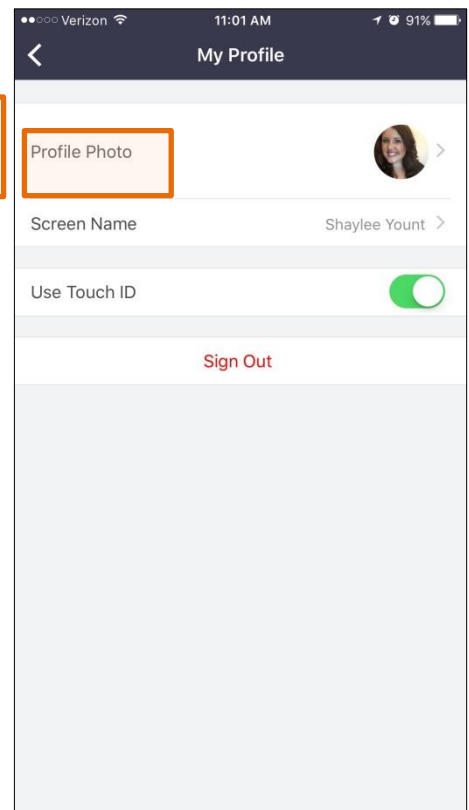 Verizon 11:01 AM 91%
My Profile
Profile Photo
Screen Name Shaylee Yount
Use Touch ID
Sign Out